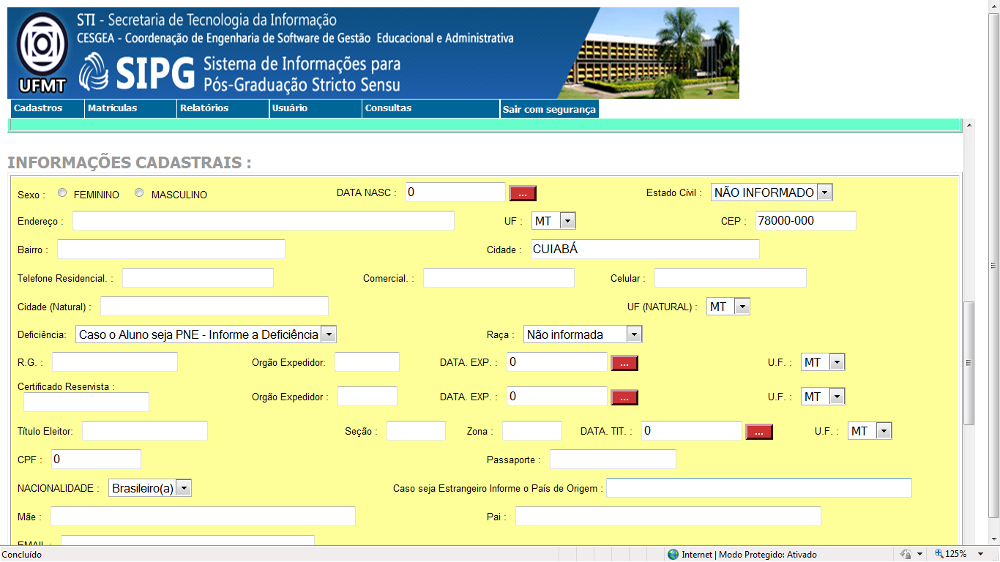 STI - Secretaria de Tecnologia da Informação
CESGEA - Coordenação de Engenharia de Software de Gestão Educacional e Administrativa
UFMT
SIPG Sistema de Informações para
Pós-Graduação Stricto Sensu
Cadastros Matrículas Relatórios Usuário Consultas Sair com segurança
INFORMAÇÕES CADASTRAIS :
Sexo : FEMININO MASCULINO DATA NASC : 0 ... Estado Cívil : NÃO INFORMADO
Endereço : UF : MT CEP : 78000-000
Bairro : Cidade : CUIABÁ
Telefone Residencial. : Comercial. : Celular :
Cidade (Natural) : UF (NATURAL) : MT
Deficiência: Caso o Aluno seja PNE - Informe a Deficiência Raça : Não informada
R.G. : Orgão Expedidor: DATA. EXP. : 0 ... U.F. : MT
Certificado Reservista :
Orgão Expedidor : DATA. EXP. : 0 ... U.F. : MT
Título Eleitor: Seção : Zona : DATA. TIT. : 0 ... U.F. : MT
CPF : 0 Passaporte :
NACIONALIDADE : Brasileiro(a) Caso seja Estrangeiro Informe o País de Origem :
Mãe : Pai :
EMAIL :
Concluído Internet | Modo Protegido: Ativado 125%